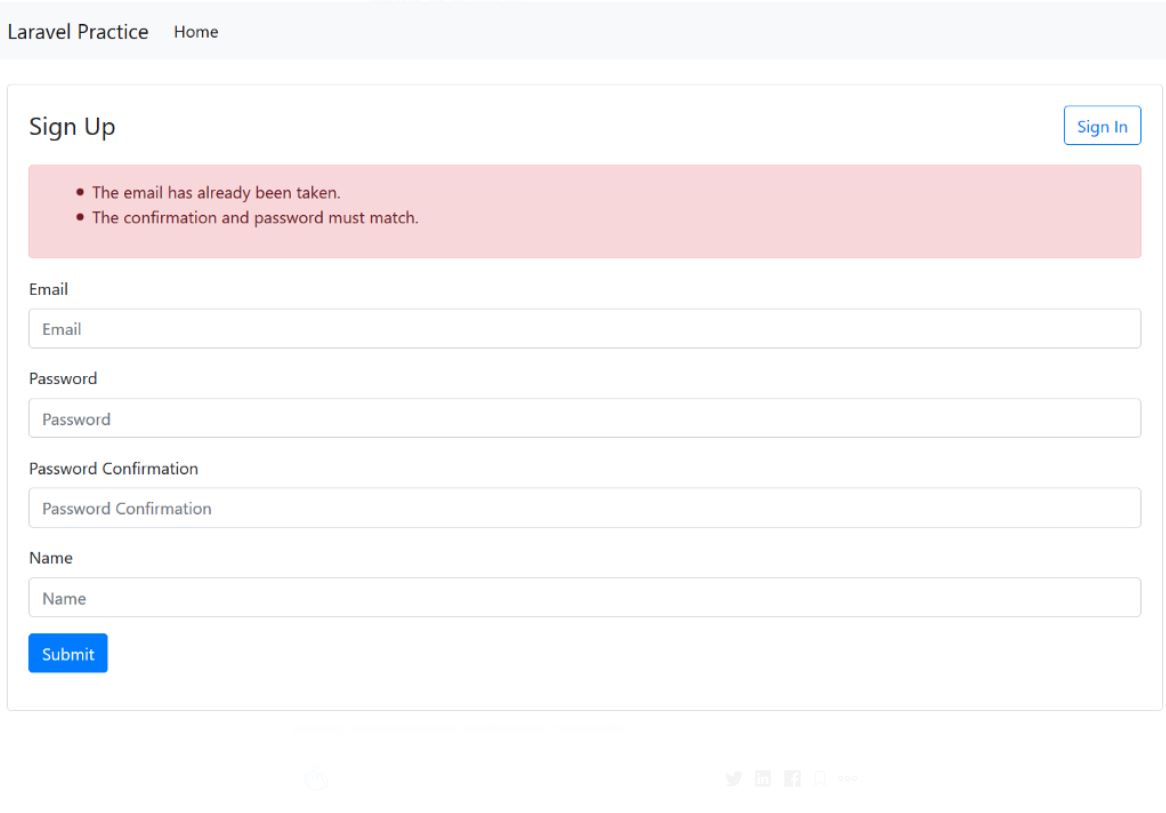 Laravel Practice Home
Sign Up
Sign In
• The email has already been taken.
• The confirmation and password must match.
Email
Email
Password
Password
Password Confirmation
Password Confirmation
Name
Name
Submit